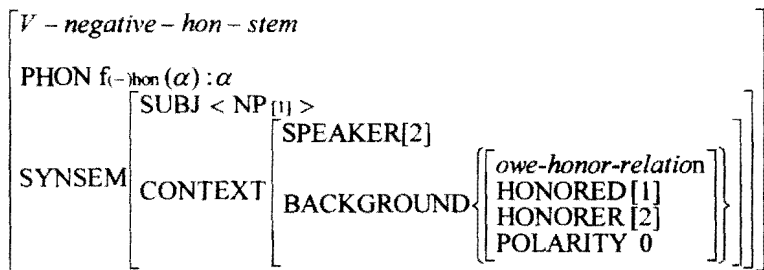 V – negative – hon – stem
PHON f(–)hon (α) : α
SUBJ < NP [1] >
SPEAKER[2]
owe-honor-relation
SYNSEM
CONTEXT
BACKGROUND
HONORED [1]
HONORER [2]
POLARITY 0